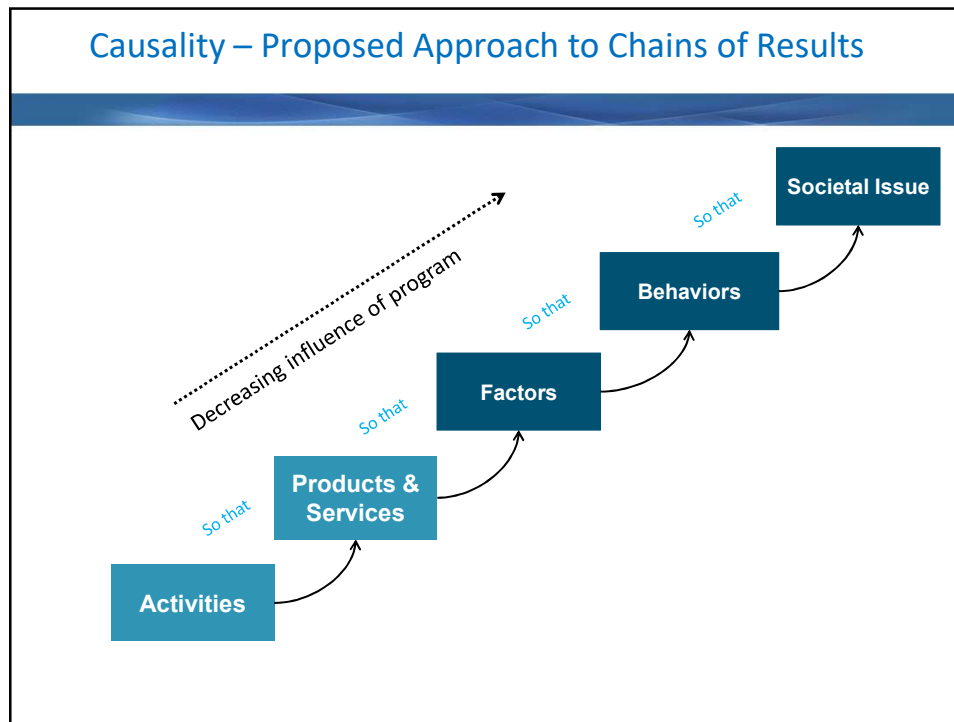 Causality – Proposed Approach to Chains of Results
Societal Issue
So that
Behaviors
So that
Decreasing influence of program
Factors
So that
Products &
Services
So that
Activities